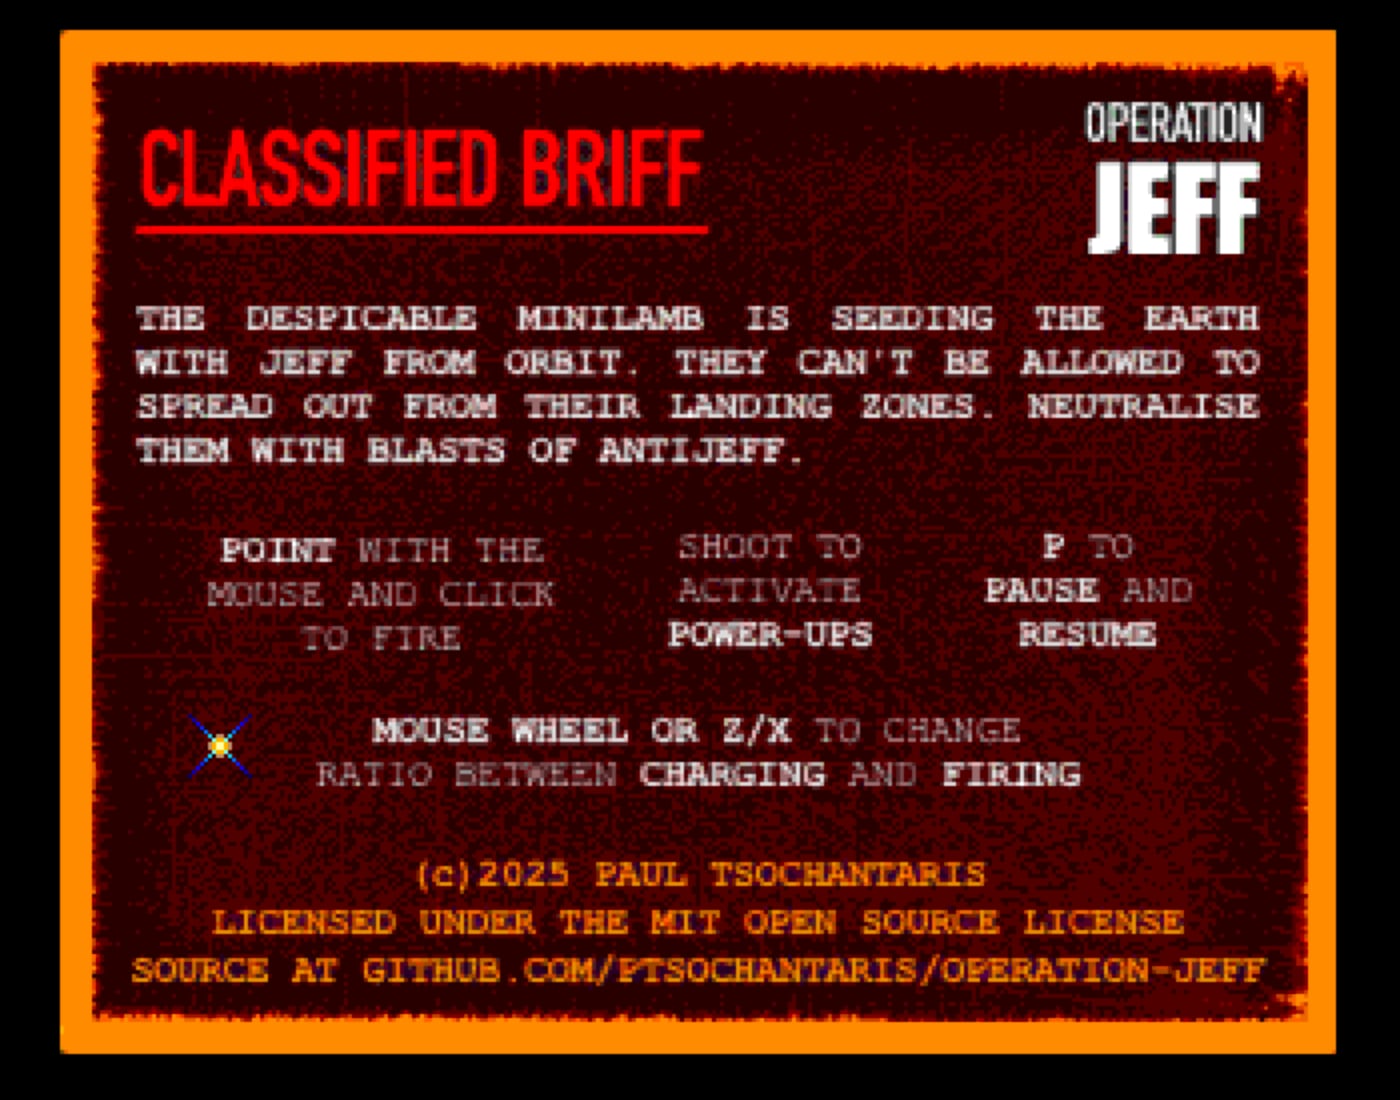 CLASSIFIED BRIFF
OPERATION
JEFF
THE DESPICABLE MINILAMB IS SEEDING THE EARTH
WITH JEFF FROM ORBIT. THEY CAN'T BE ALLOWED TO
SPREAD OUT FROM THEIR LANDING ZONES. NEUTRALISE
THEM WITH BLASTS OF ANTIJEFF.
POINT WITH THE
MOUSE AND CLICK
TO FIRE
SHOOT TO
ACTIVATE
POWER-UPS
P TO
PAUSE AND
RESUME
MOUSE WHEEL OR Z/X TO CHANGE
RATIO BETWEEN CHARGING AND FIRING
(c)2025 PAUL TSOCHANTARIS
LICENSED UNDER THE MIT OPEN SOURCE LICENSE
SOURCE AT GITHUB.COM/PTSOCHANTARIS/OPERATION-JEFF